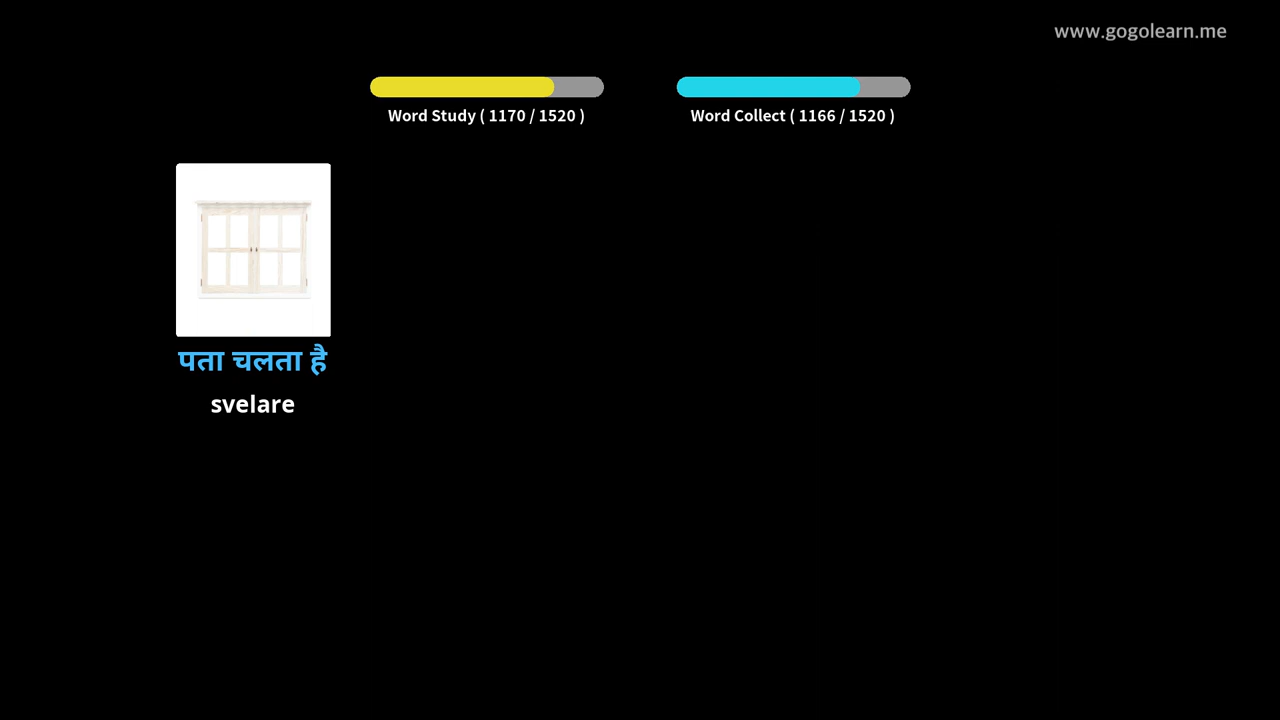 www.gogolearn.me
Word Study ( 1170 / 1520 )
Word Collect ( 1166 / 1520 )
पता चलता है
svelare